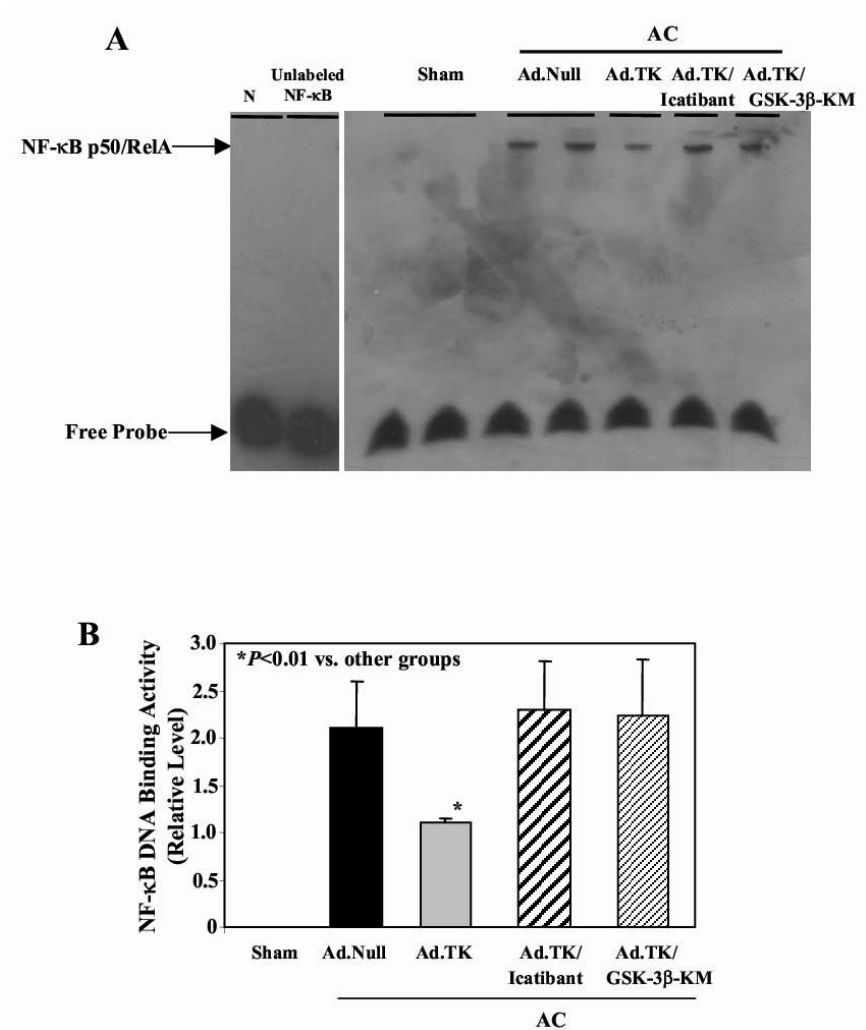 A
AC
Sham Ad.Null Ad.TK Ad.TK/ Ad.TK/
Icatibant GSK-3β-KM
Unlabeled
N NF-κB
NF-κB p50/RelA
Free Probe
B
*P<0.01 vs. other groups
NF-κB DNA Binding Activity
(Relative Level)
3.0
2.5
2.0
1.5
1.0
0.5
0
*
Sham Ad.Null Ad.TK Ad.TK/ Ad.TK/
Icatibant GSK-3β-KM
AC